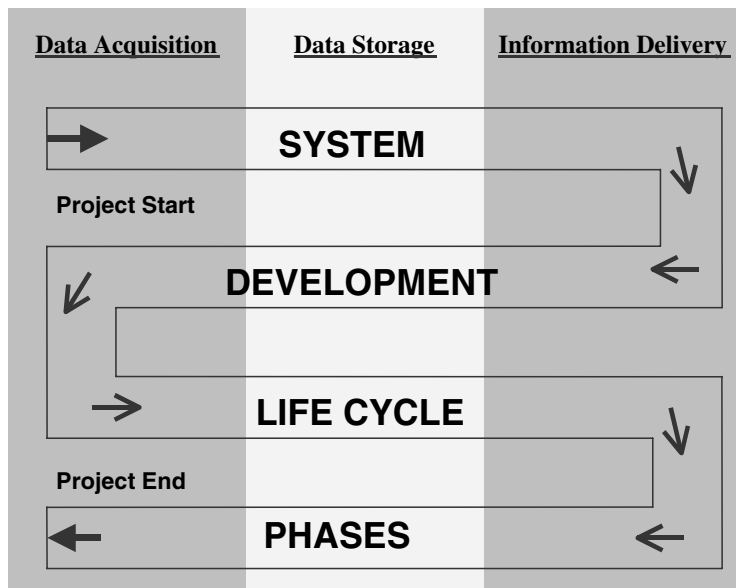 Data Acquisition Data Storage Information Delivery
SYSTEM
Project Start
DEVELOPMENT
LIFE CYCLE
Project End
PHASES